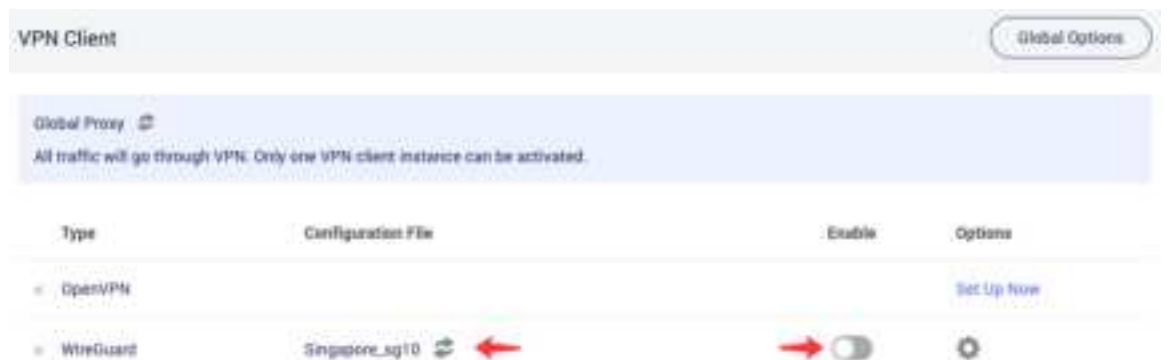 VPN Client
Global Options
Global Proxy
All traffic will go through VPN. Only one VPN client instance can be activated.
Type Configuration File Enable Options
OpenVPN Set Up Now
WireGuard Singapore_sg10